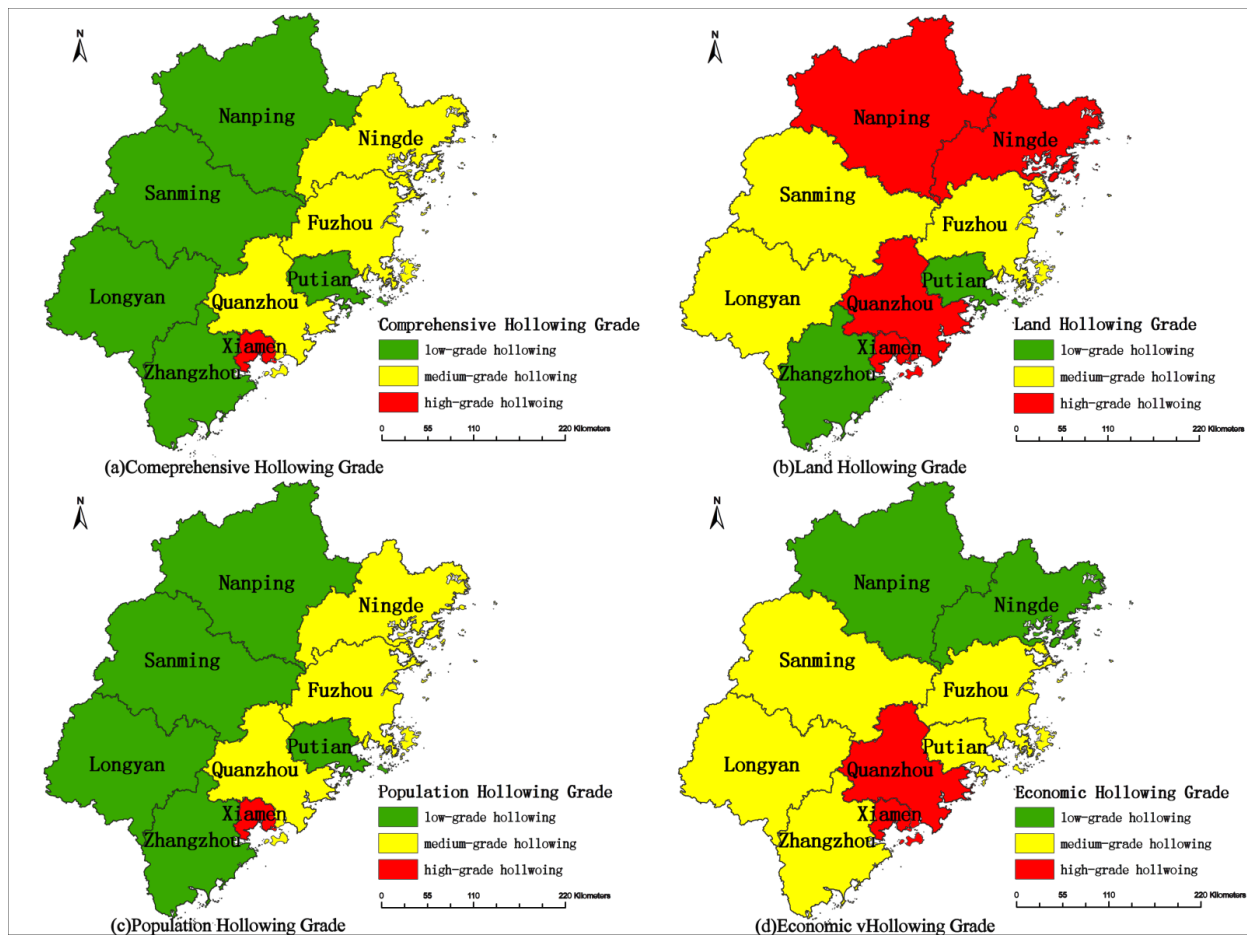 N
Nanping
Ningde
Sanming
Fuzhou
Putian
Longyan
Quanzhou
Xiamen
Zhangzhou
Comprehensive Hollowing Grade
low-grade hollowing
medium-grade hollowing
high-grade hollwoing
0 55 110 220 Kilometers
(a)Comeprehensive Hollowing Grade
N
Nanping
Ningde
Sanming
Fuzhou
Putian
Longyan
Quanzhou
Xiamen
Zhangzhou
Land Hollowing Grade
low-grade hollowing
medium-grade hollowing
high-grade hollwoing
0 55 110 220 Kilometers
(b)Land Hollowing Grade
N
Nanping
Ningde
Sanming
Fuzhou
Putian
Longyan
Quanzhou
Xiamen
Zhangzhou
Population Hollowing Grade
low-grade hollowing
medium-grade hollowing
high-grade hollwoing
0 55 110 220 Kilometers
(c)Population Hollowing Grade
N
Nanping
Ningde
Sanming
Fuzhou
Putian
Longyan
Quanzhou
Xiamen
Zhangzhou
Economic Hollowing Grade
low-grade hollowing
medium-grade hollowing
high-grade hollwoing
0 55 110 220 Kilometers
(d)Economic vHollowing Grade